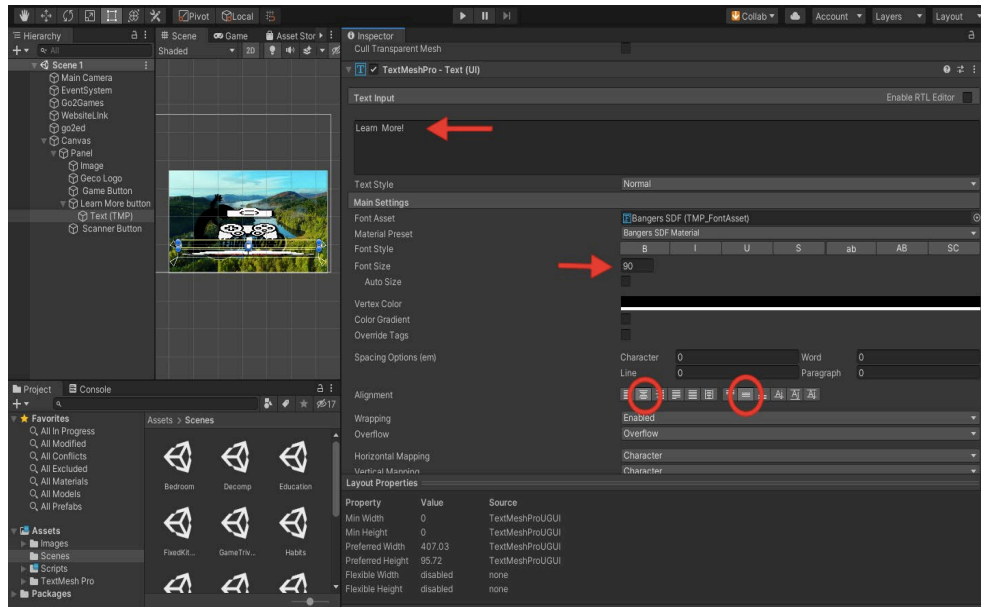 Pivot Local Collab Account Layers Layout
Hierarchy
All
Scene 1
Main Camera
EventSystem
Go2Games
WebsiteLink
go2ed
Canvas
Panel
Image
Geco Logo
Game Button
Learn More button
Text (TMP)
Scanner Button
Scene Game Asset Stor
Shaded 2D
Inspector
Cull Transparent Mesh
TextMeshPro - Text (UI)
Text Input Enable RTL Editor
Learn More!
Text Style Normal
Main Settings
Font Asset Bangers SDF (TMP_FontAsset)
Material Preset Bangers SDF Material
Font Style B I U S ab AB SC
Font Size 90
Auto Size
Vertex Color
Color Gradient
Override Tags
Spacing Options (em) Character 0 Word 0
Line 0 Paragraph 0
Alignment
Wrapping Enabled
Overflow Overflow
Horizontal Mapping Character
Vertical Mapping Character
Layout Properties
Property Value Source
Min Width 0 TextMeshProUGUI
Min Height 0 TextMeshProUGUI
Preferred Width 407.03 TextMeshProUGUI
Preferred Height 95.72 TextMeshProUGUI
Flexible Width disabled none
Flexible Height disabled none
Project Console
17
Favorites
All In Progress
All Modified
All Conflicts
All Excluded
All Materials
All Models
All Prefabs
Assets
Images
Scenes
Scripts
TextMesh Pro
Packages
Assets > Scenes
Bedroom Decomp Education
FixedKit... GameTriv... Habits